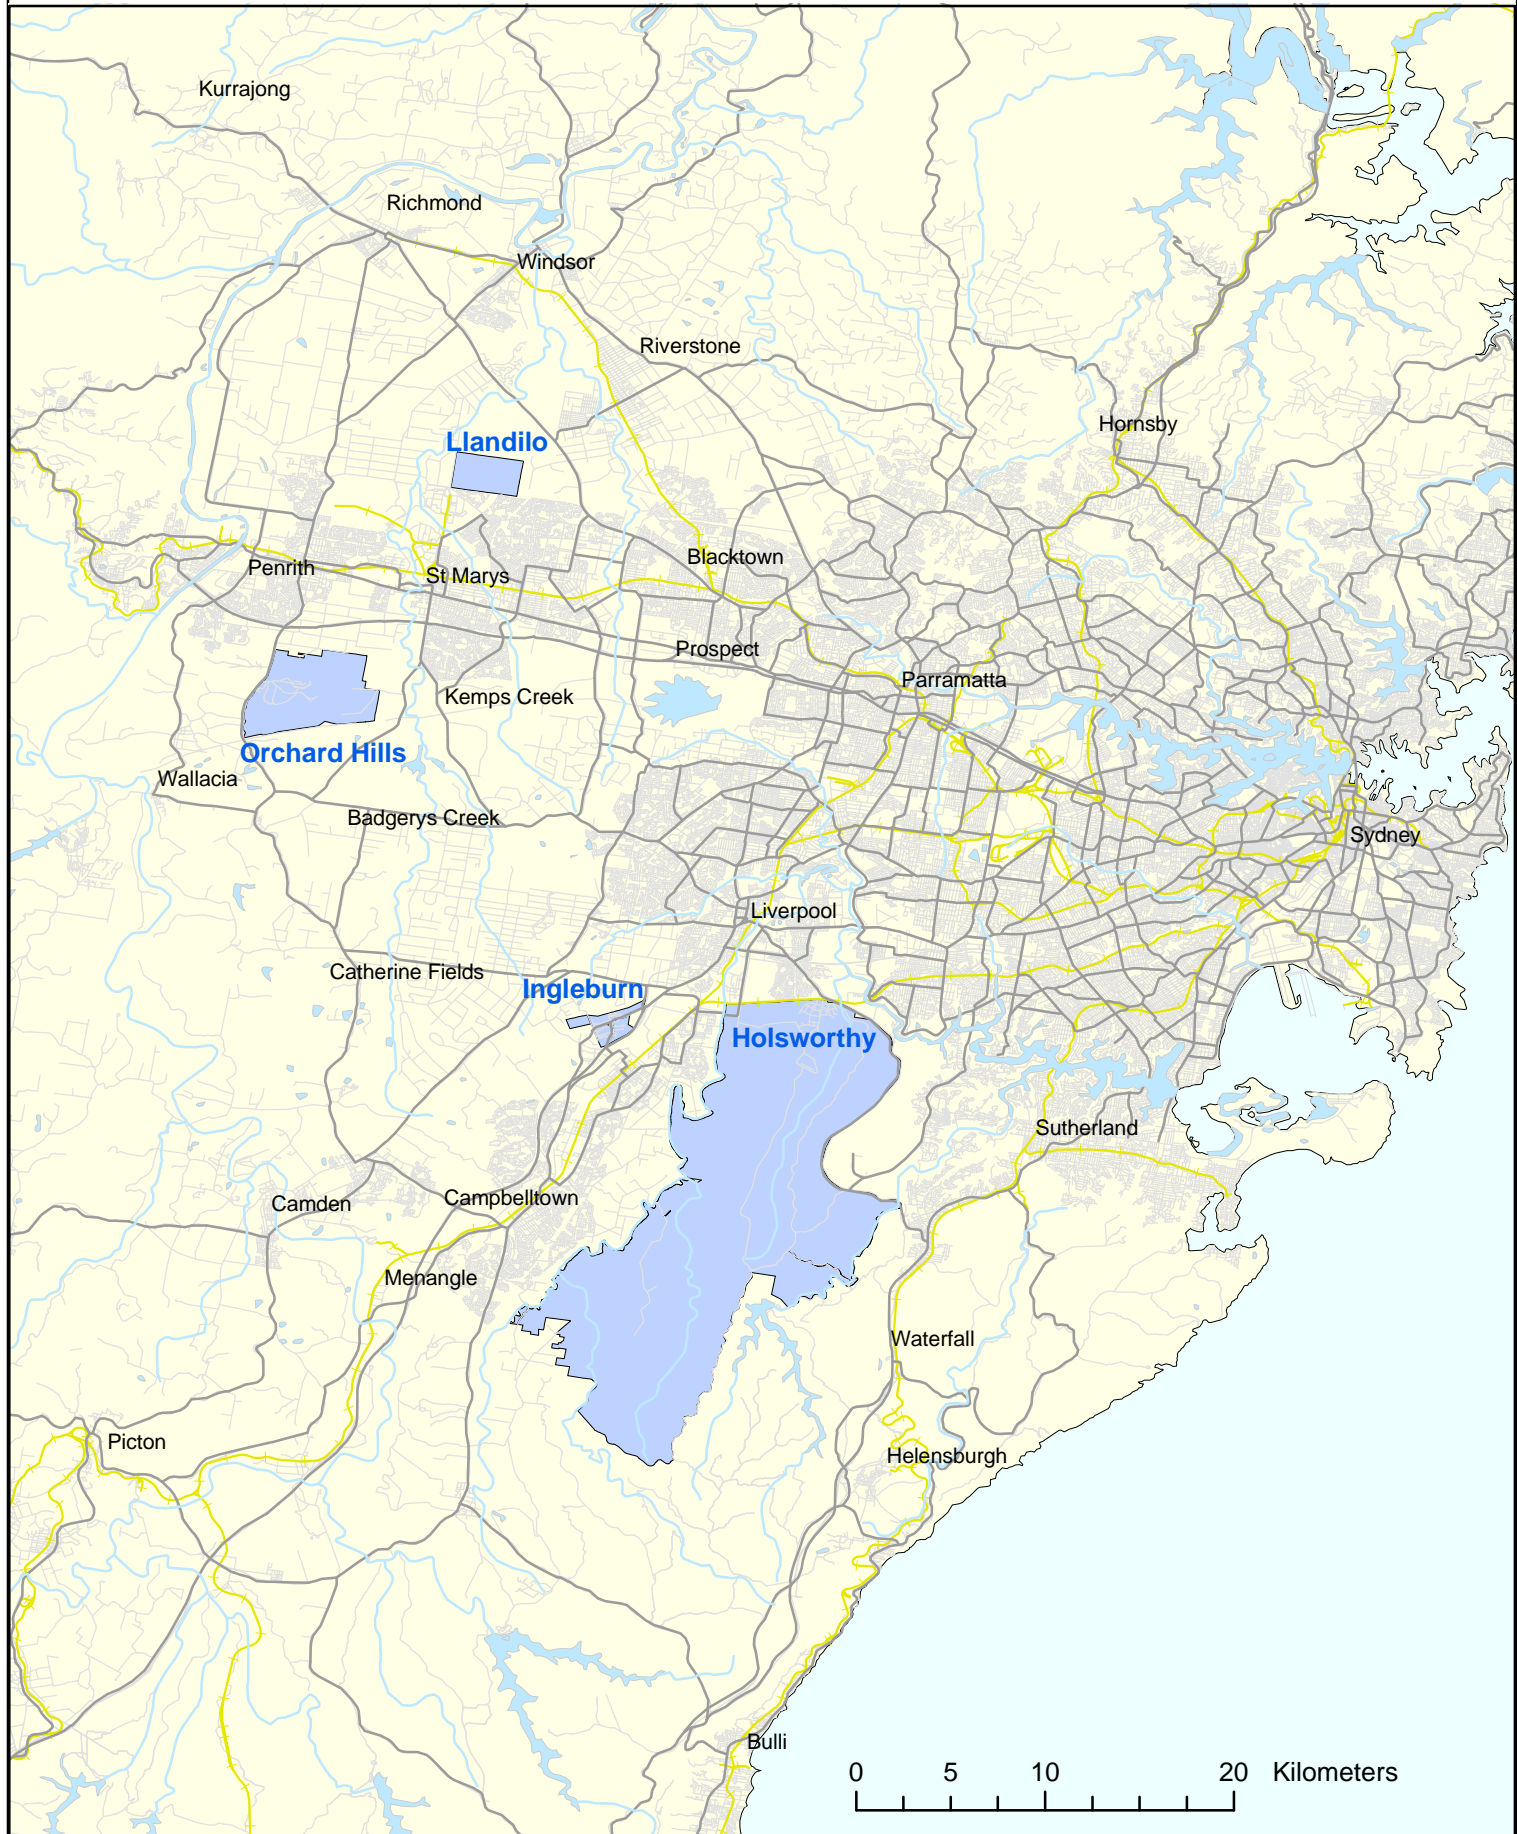 Kurrajong
Richmond
Windsor
Riverstone
Hornsby
Llandilo
Blacktown
Penrith
St Marys
Prospect
Parramatta
Kemps Creek
Orchard Hills
Wallacia
Badgerys Creek
Sydney
Liverpool
Catherine Fields
Ingleburn
Holsworthy
Sutherland
Campbelltown
Camden
Menangle
Waterfall
Picton
Helensburgh
Bulli
0 5 10 20 Kilometers